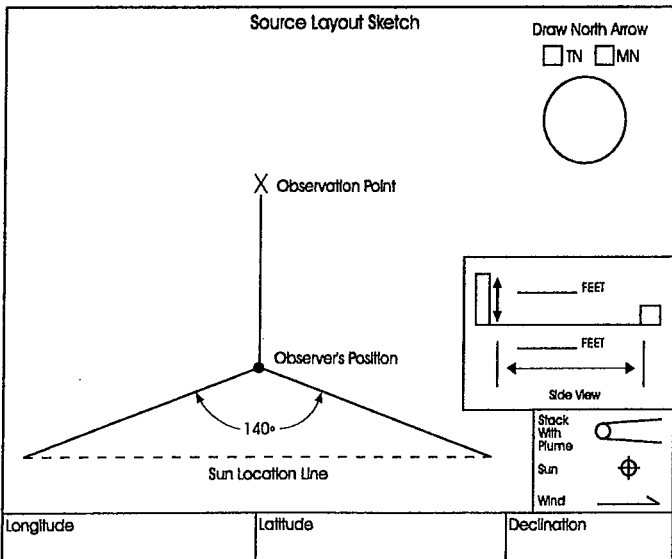 Source Layout Sketch
Draw North Arrow
TN MN
X Observation Point
FEET
Observer's Position
FEET
Side View
140°
Stack
With
Plume
Sun Location Line
Sun
Wind
Longitude Latitude Declination